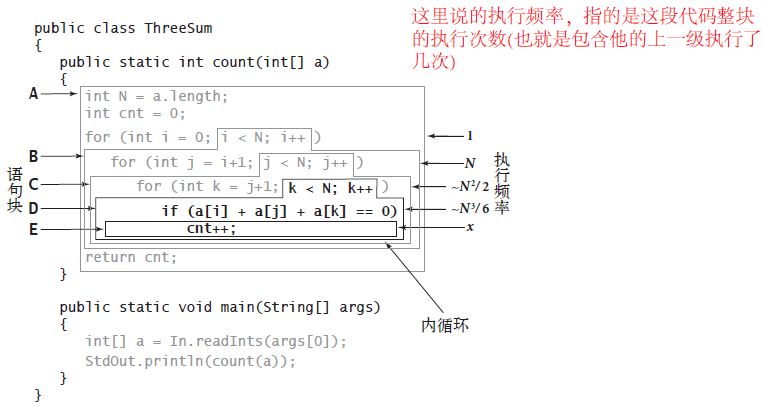 这里说的执行频率，指的是这段代码整块
的执行次数(也就是包含他的上一级执行了
几次)
public class ThreeSum
{
public static int count(int[] a)
{
A
int N = a.length;
int cnt = 0;
for (int i = 0; i < N; i++ )
1
B
for (int j = i+1; j < N; j++ )
N
C
for (int k = j+1; k < N; k++ )
~N²/2
D
if (a[i] + a[j] + a[k] == 0)
~N³/6
E
cnt++;
x
语句块
执行频率
return cnt;
}
内循环
public static void main(String[] args)
{
int[] a = In.readInts(args[0]);
StdOut.println(count(a));
}
}